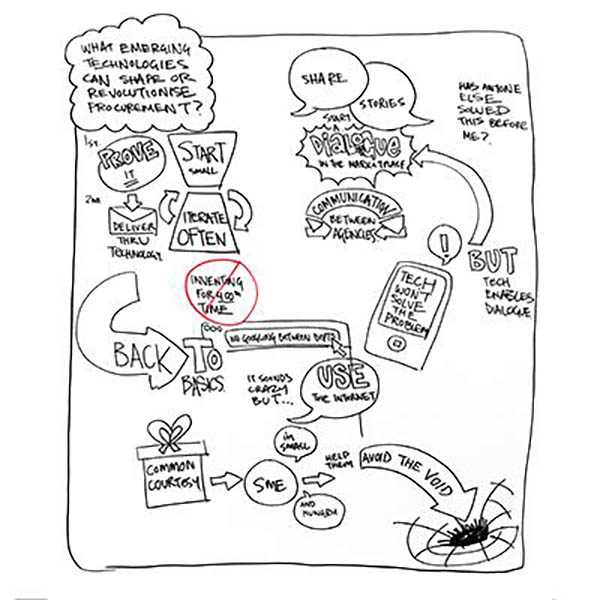 WHAT EMERGING
TECHNOLOGIES
CAN SHAPE OR
REVOLUTIONISE
PROCUREMENT?
1ST.
PROVE
IT
START
SMALL
2ND.
DELIVER
THRU
TECHNOLOGY.
ITERATE
OFTEN
SHARE
STORIES
START
A
DIALOGUE
IN THE MARKETPLACE
COMMUNICATION
BETWEEN
AGENCIES
HAS ANYONE
ELSE
SOLVED
THIS BEFORE
ME?
!
BUT
TECH
ENABLES
DIALOGUE
TECH
WON'T
SOLVE
THE
PROBLEM
INVENTING
FOR 400TH
TIME
BACK TO
BASICS
NO GOOGLING BETWEEN DEPTS
IT SOUNDS
CRAZY
BUT...
USE
THE INTERNET
COMMON
COURTESY
SME
I'M
SMALL
AND
HUNGRY
HELP
THEM
AVOID THE VOID